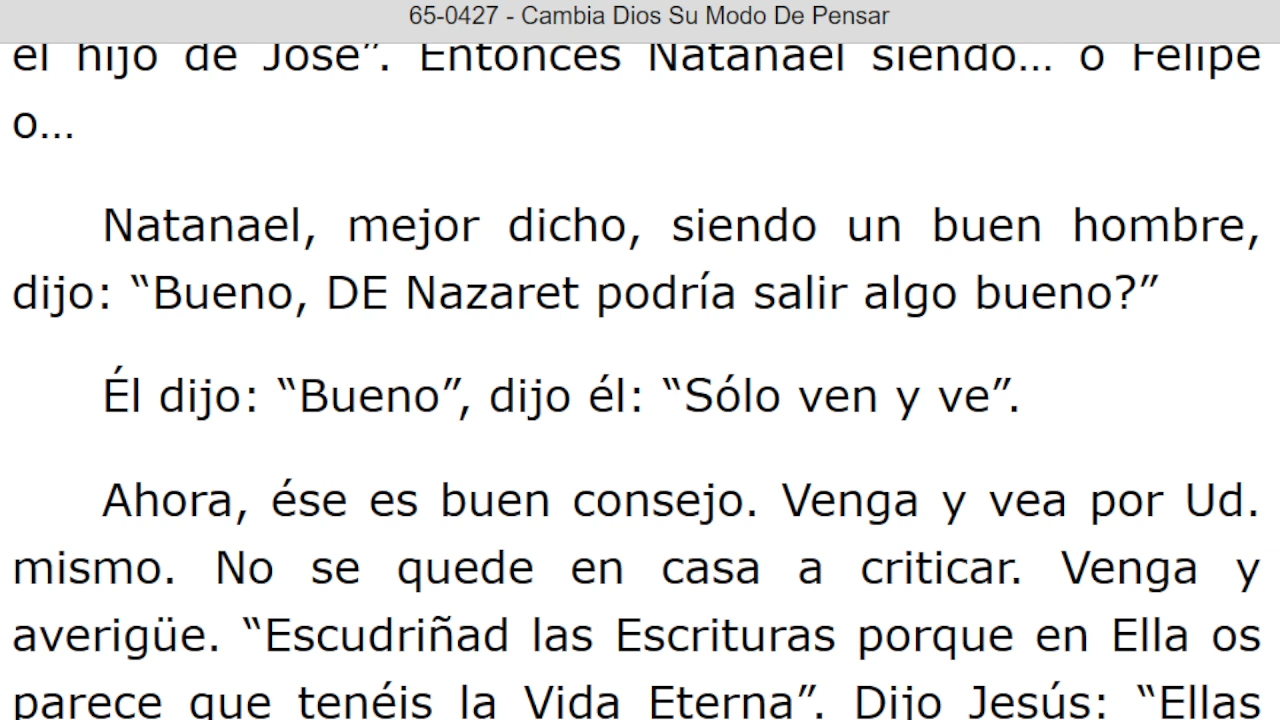 65-0427 - Cambia Dios Su Modo De Pensar
el hijo de José”. Entonces Natanael siendo… o Felipe
o…
Natanael, mejor dicho, siendo un buen hombre,
dijo: “Bueno, DE Nazaret podría salir algo bueno?”
Él dijo: “Bueno”, dijo él: “Sólo ven y ve”.
Ahora, ése es buen consejo. Venga y vea por Ud.
mismo. No se quede en casa a criticar. Venga y
averigüe. “Escudriñad las Escrituras porque en Ella os
parece que tenéis la Vida Eterna”. Dijo Jesús: “Ellas